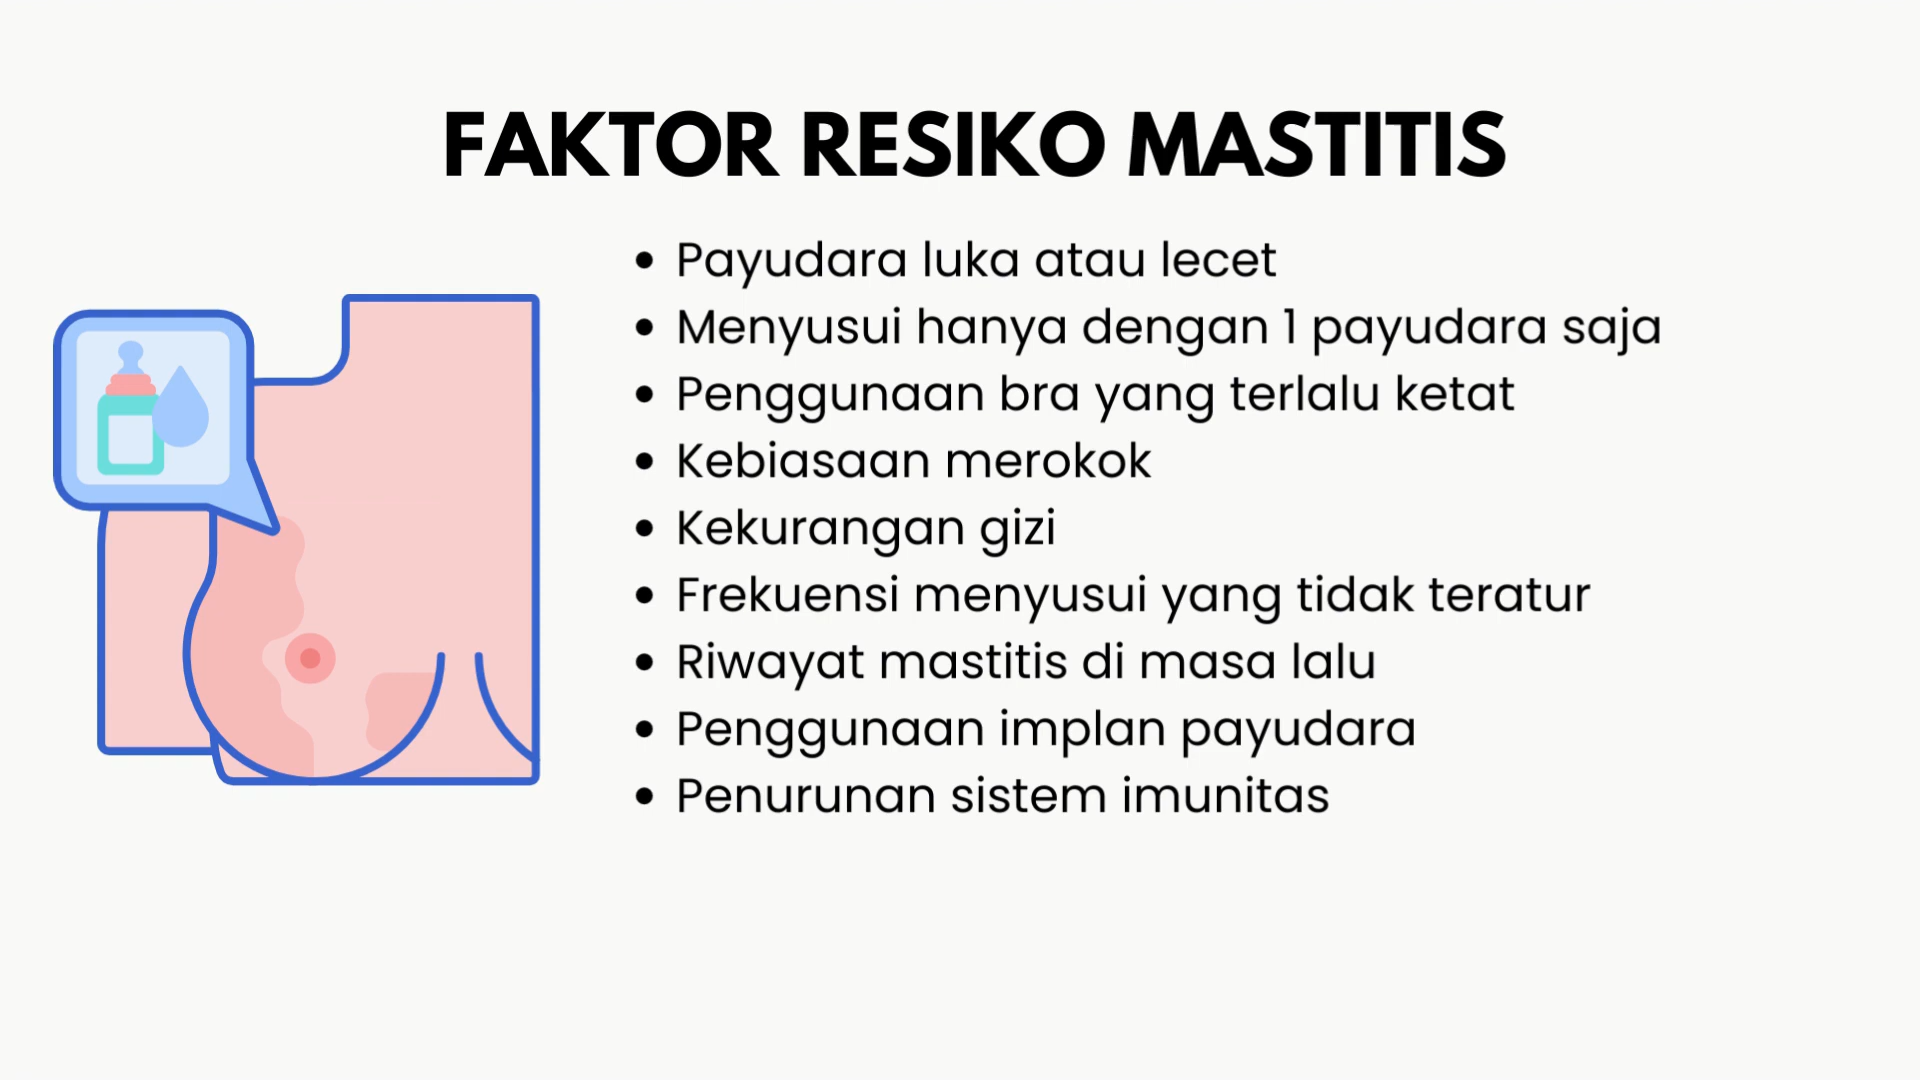 FAKTOR RESIKO MASTITIS
• Payudara luka atau lecet
• Menyusui hanya dengan 1 payudara saja
• Penggunaan bra yang terlalu ketat
• Kebiasaan merokok
• Kekurangan gizi
• Frekuensi menyusui yang tidak teratur
• Riwayat mastitis di masa lalu
• Penggunaan implan payudara
• Penurunan sistem imunitas